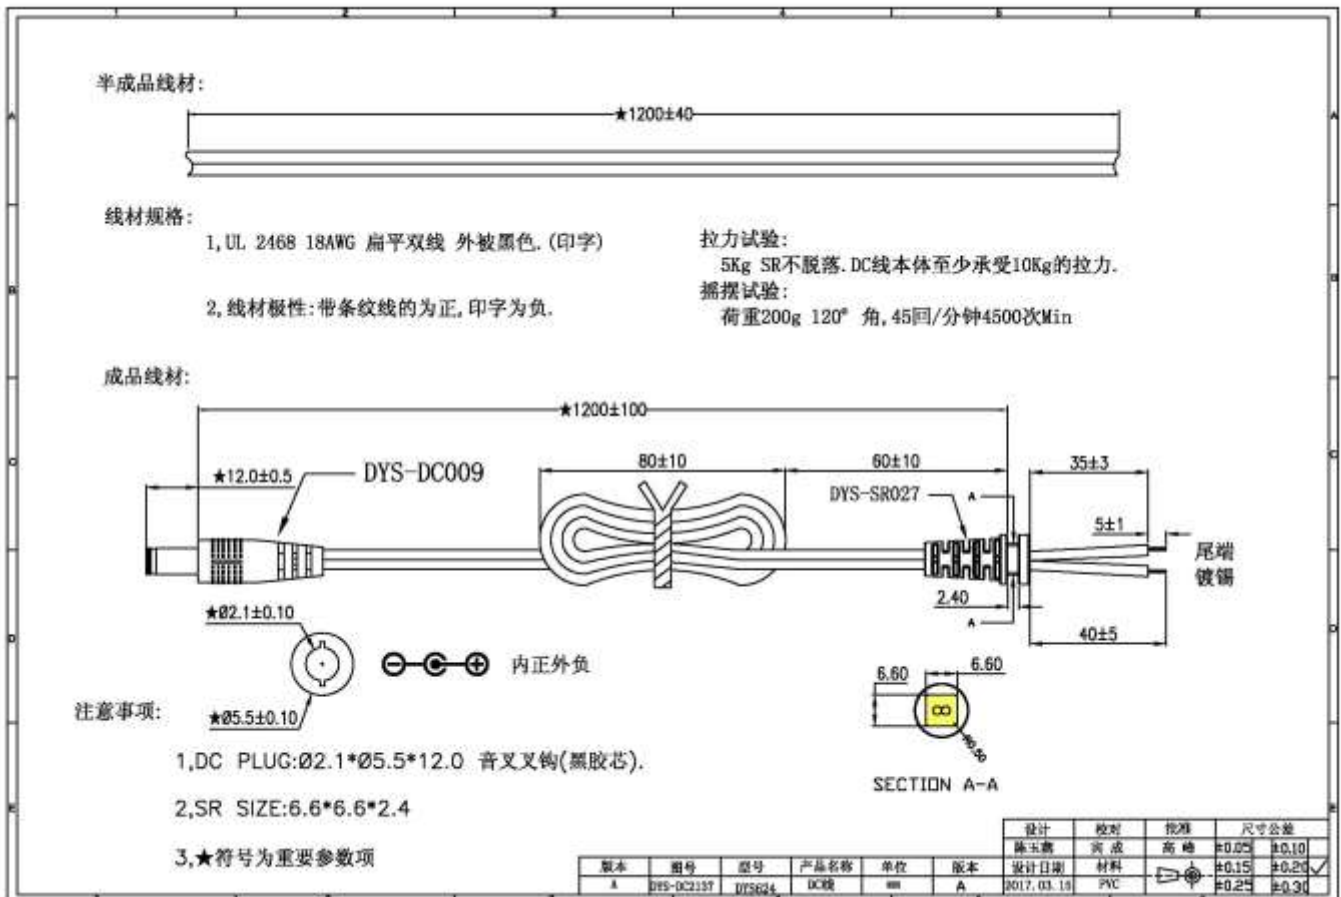 半成品线材:
★1200±40
线材规格:
1,UL 2468 18AWG 扁平双线 外被黑色.(印字)
2,线材极性:带条纹线的为正,印字为负.
拉力试验:
5Kg SR不脱落.DC线本体至少承受10Kg的拉力.
摇摆试验:
荷重200g 120° 角,45回/分钟4500次Min
成品线材:
★1200±100
★12.0±0.5
DYS-DC009
80±10
60±10
35±3
DYS-SR027
A
5±1
尾端
镀锡
2.40
A
40±5
★Ø2.1±0.10
内正外负
★Ø5.5±0.10
6.60
6.60
R0.50
SECTION A-A
注意事项:
1,DC PLUG:Ø2.1*Ø5.5*12.0 音叉叉钩(黑胶芯).
2,SR SIZE:6.6*6.6*2.4
3,★符号为重要参数项
设计 校对 批准 尺寸公差
±0.05 ±0.10
版本 图号 型号 产品名称 单位 版本 设计日期 材料 ±0.15 ±0.20
A DYS-DC2137 DYS624 DC线 mm A 2017.03.15 PVC ±0.25 ±0.30